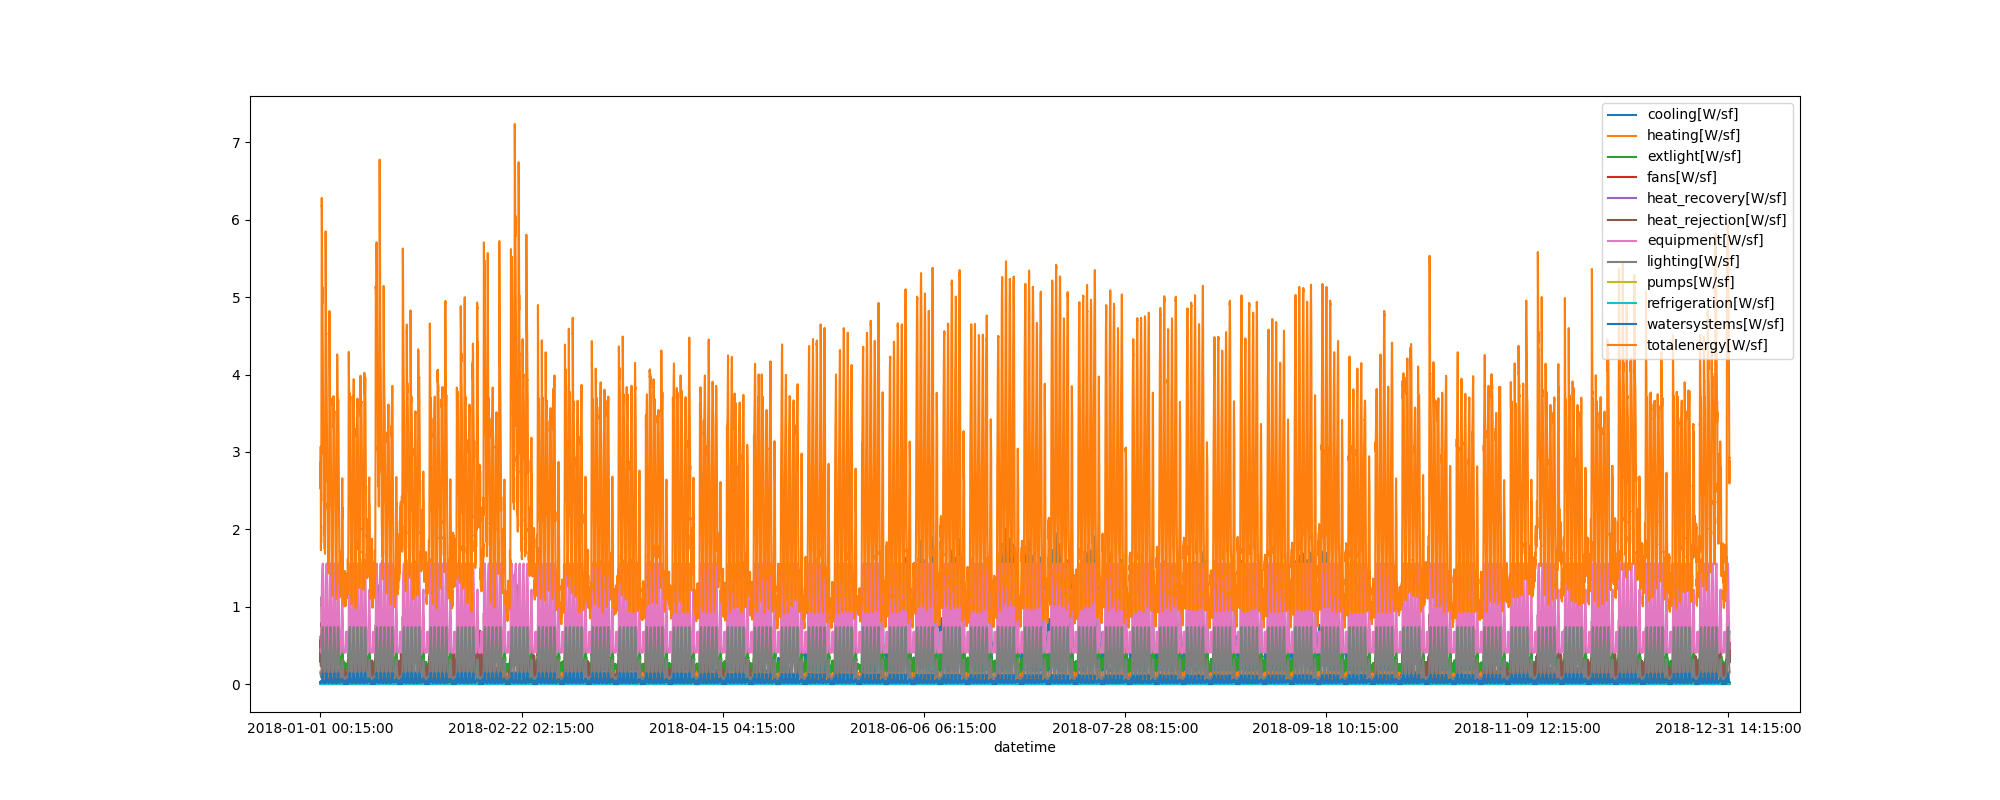 7
6
5
4
3
2
1
0
cooling[W/sf]
heating[W/sf]
extlight[W/sf]
fans[W/sf]
heat_recovery[W/sf]
heat_rejection[W/sf]
equipment[W/sf]
lighting[W/sf]
pumps[W/sf]
refrigeration[W/sf]
watersystems[W/sf]
totalenergy[W/sf]
2018-01-01 00:15:00 2018-02-22 02:15:00 2018-04-15 04:15:00 2018-06-06 06:15:00 2018-07-28 08:15:00 2018-09-18 10:15:00 2018-11-09 12:15:00 2018-12-31 14:15:00
datetime